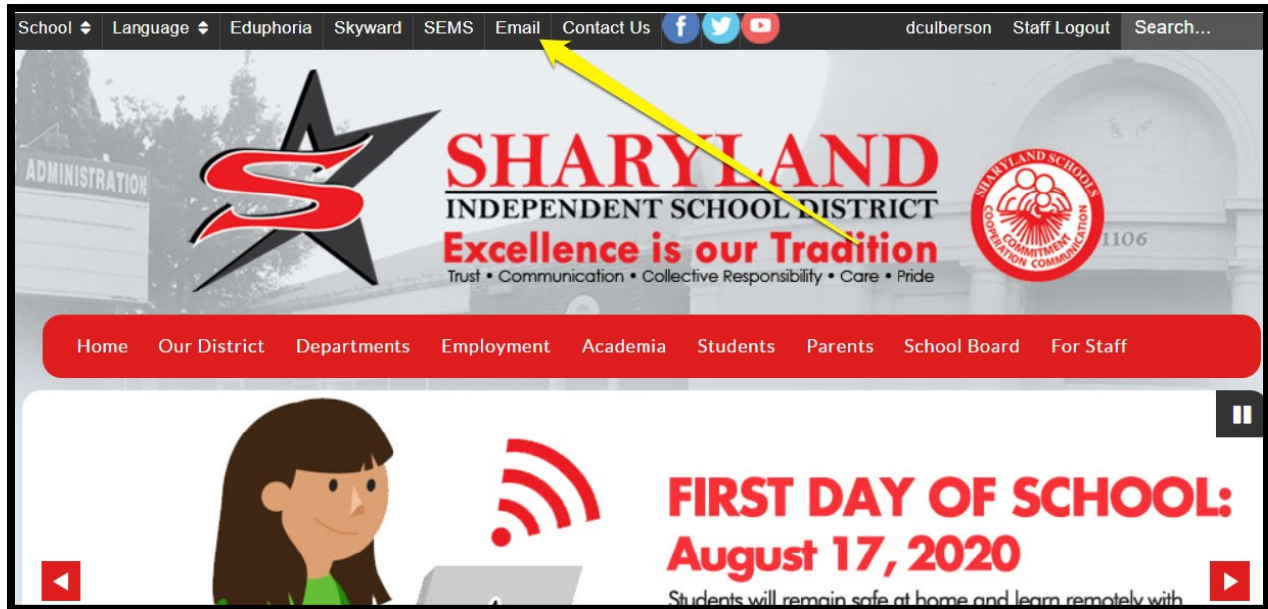 School Language Eduphoria Skyward SEMS Email Contact Us dculberson Staff Logout Search...
ADMINISTRATION
SHARYLAND
INDEPENDENT SCHOOL DISTRICT
Excellence is our Tradition
Trust • Communication • Collective Responsibility • Care • Pride
S
SHARYLAND SCHOOLS
COMMITMENT
COOPERATION COMMUNICATION
1106
Home Our District Departments Employment Academia Students Parents School Board For Staff
FIRST DAY OF SCHOOL:
August 17, 2020
Students will remain safe at home and learn remotely with